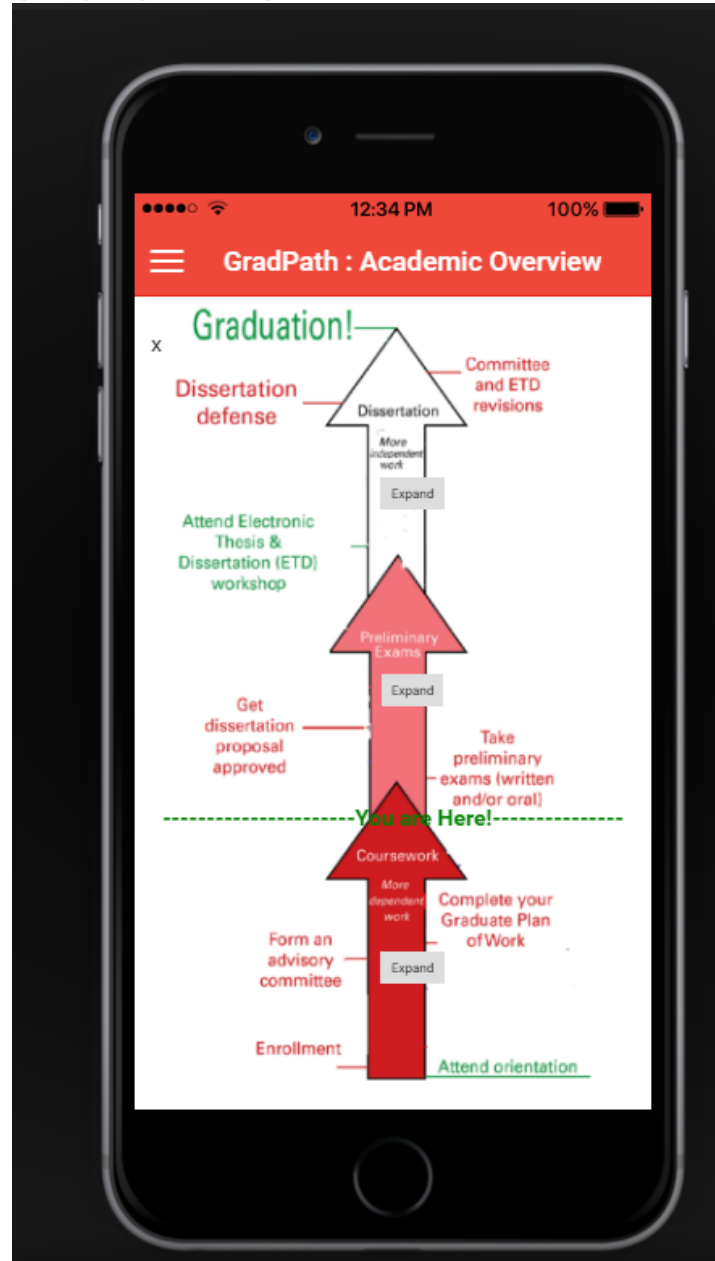 12:34 PM
100%
GradPath : Academic Overview
Graduation!
x
Committee
and ETD
revisions
Dissertation
defense
Dissertation
More
independent
work
Expand
Attend Electronic
Thesis &
Dissertation (ETD)
workshop
Preliminary
Exams
Expand
Get
dissertation
proposal
approved
Take
preliminary
exams (written
and/or oral)
You are Here!
Coursework
More
dependent
work
Complete your
Graduate Plan
of Work
Form an
advisory
committee
Expand
Enrollment
Attend orientation